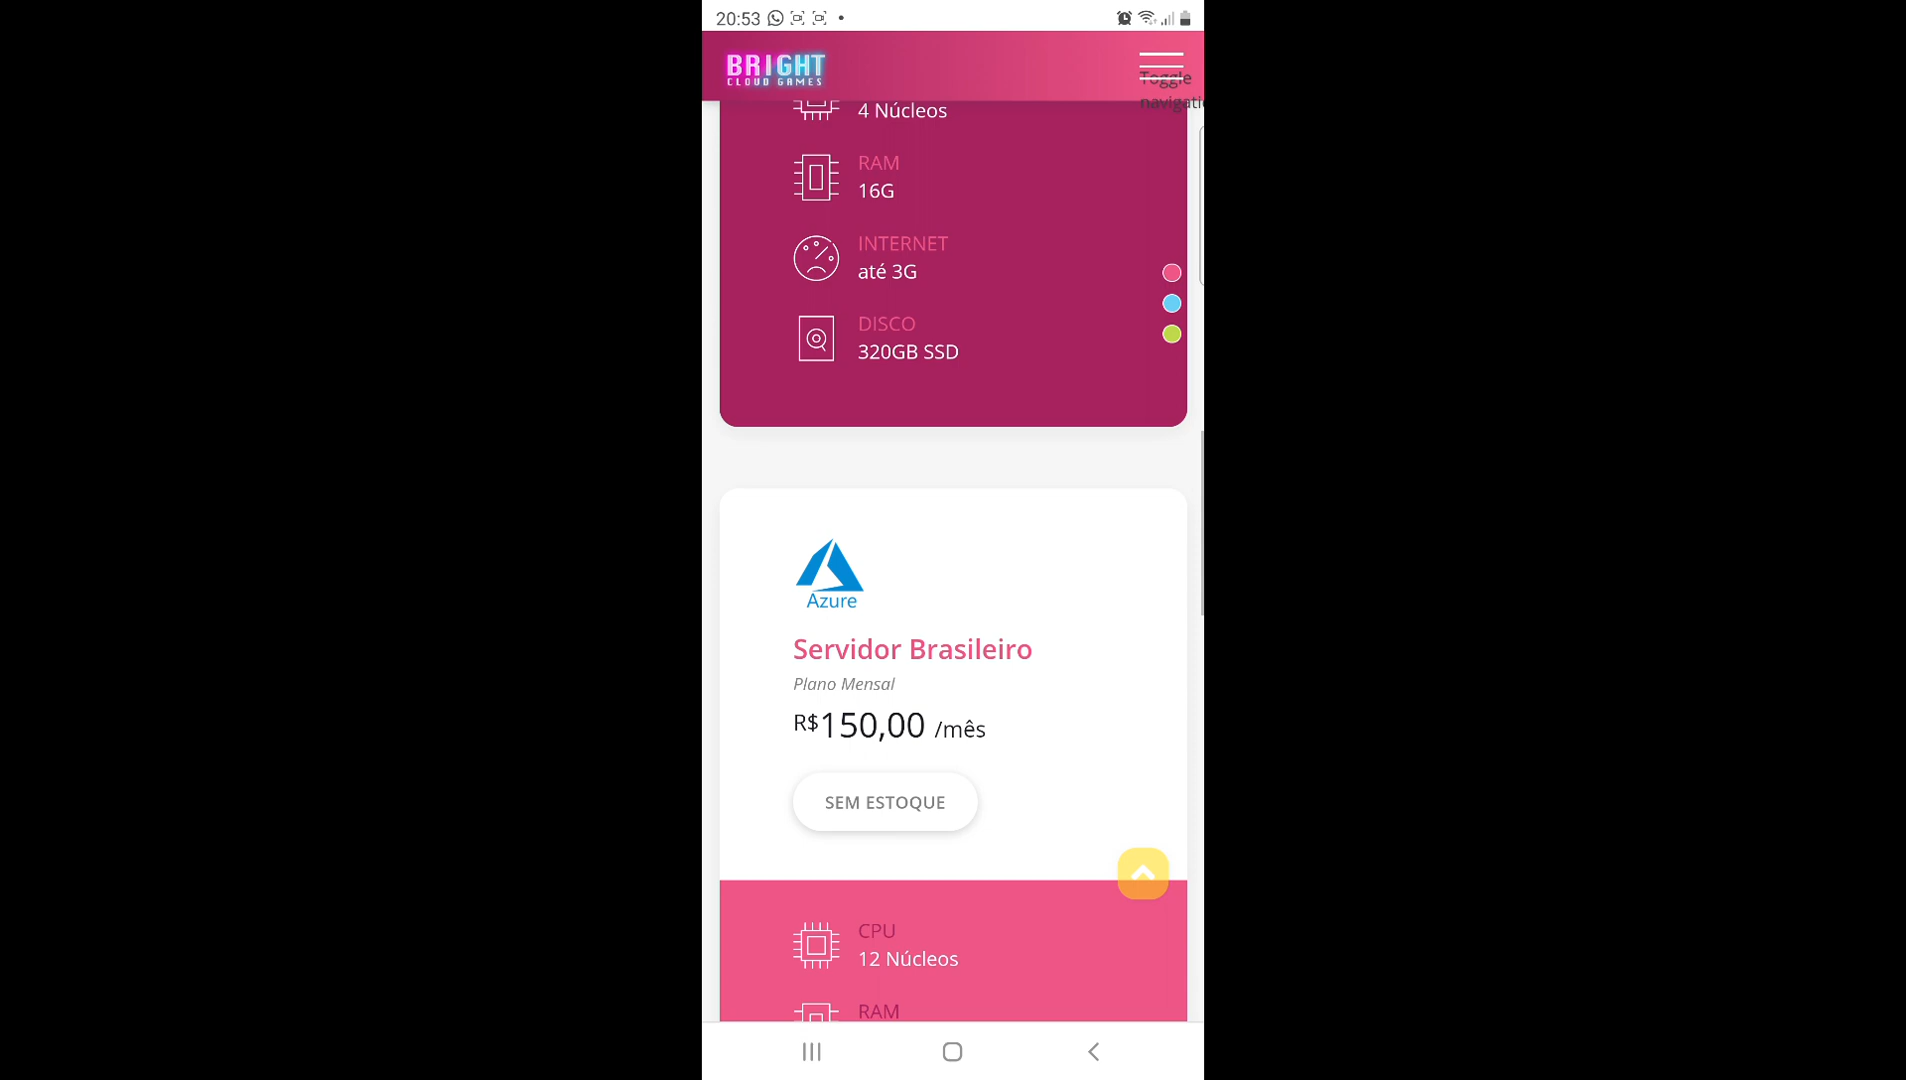 20:53
BRIGHT
CLOUD GAMES
Toggle
navigati
4 Núcleos
RAM
16G
INTERNET
até 3G
DISCO
320GB SSD
Azure
Servidor Brasileiro
Plano Mensal
R$150,00 /mês
SEM ESTOQUE
CPU
12 Núcleos
RAM